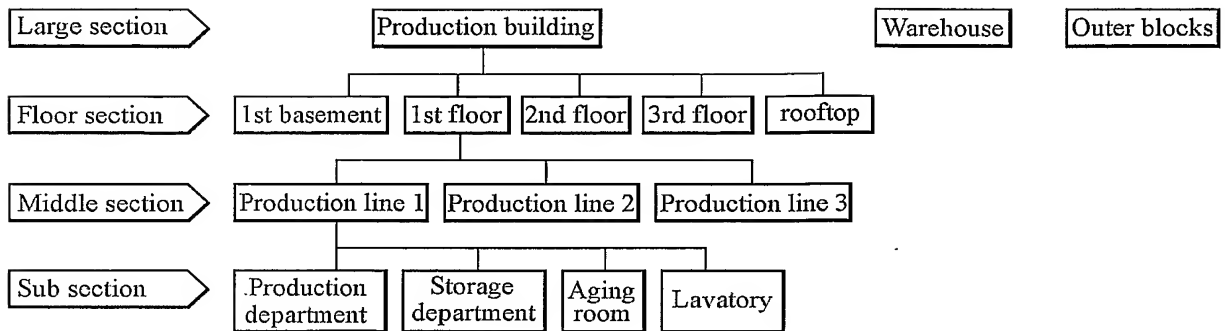 Large section
Production building
Warehouse
Outer blocks
Floor section
1st basement
1st floor
2nd floor
3rd floor
rooftop
Middle section
Production line 1
Production line 2
Production line 3
Sub section
.Production
department
Storage
department
Aging
room
Lavatory